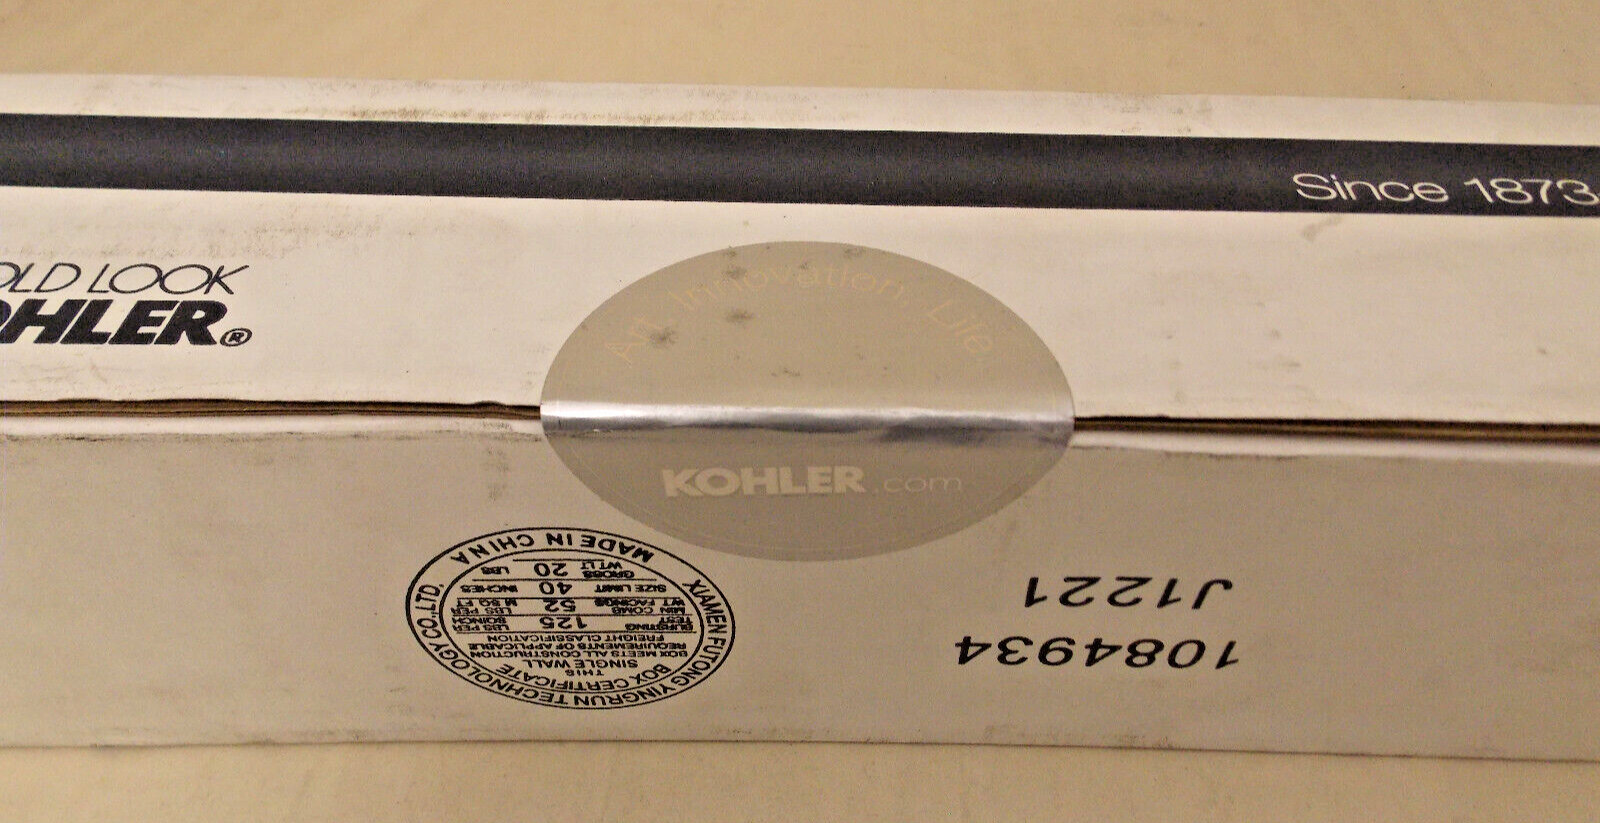 Since 1873
OLD LOOK
OHLER®
Art. Innovation. Life.
KOHLER.com
J1221
1084934
XIAMEN FUTONG YINGRUN TECHNOLOGY CO.,LTD.
MADE IN CHINA
BOX CERTIFICATE
THIS
SINGLE WALL
BOX MEETS ALL CONSTRUCTION
REQUIREMENTS OF APPLICABLE
FREIGHT CLASSIFICATION
BURSTING TEST 125 LBS PER SQ INCH
MIN COMB WT FACINGS 52 LBS PER M SQ FT
SIZE LIMIT 40 INCHES
GROSS WT LT 20 LBS